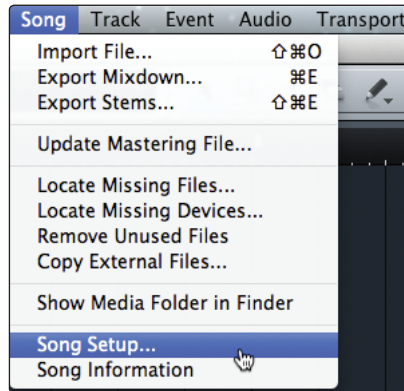 Song Track Event Audio Transport
Import File... ⇧⌘O
Export Mixdown... ⌘E
Export Stems... ⇧⌘E
Update Mastering File...
Locate Missing Files...
Locate Missing Devices...
Remove Unused Files
Copy External Files...
Show Media Folder in Finder
Song Setup...
Song Information